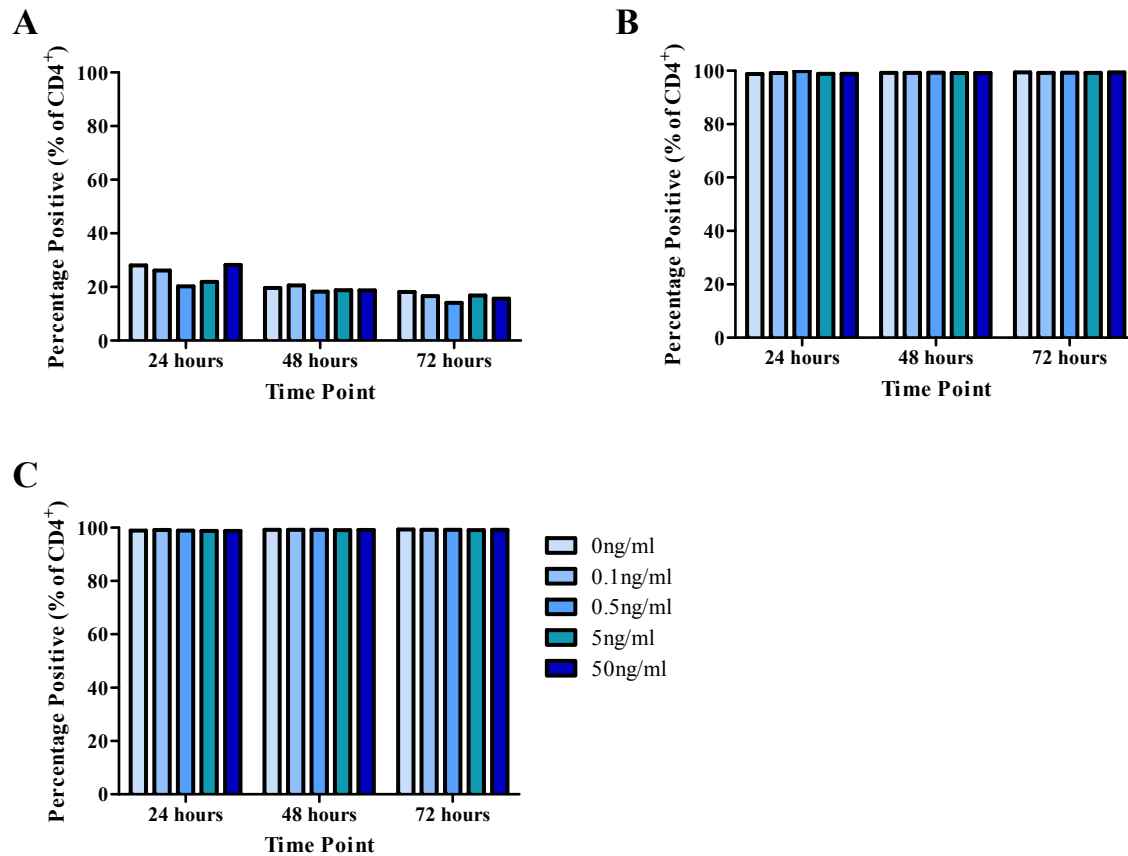 A
Percentage Positive (% of CD4⁺)
100
80
60
40
20
0
24 hours
48 hours
72 hours
Time Point
B
Percentage Positive (% of CD4⁺)
100
80
60
40
20
0
24 hours
48 hours
72 hours
Time Point
C
Percentage Positive (% of CD4⁺)
100
80
60
40
20
0
24 hours
48 hours
72 hours
Time Point
0ng/ml
0.1ng/ml
0.5ng/ml
5ng/ml
50ng/ml